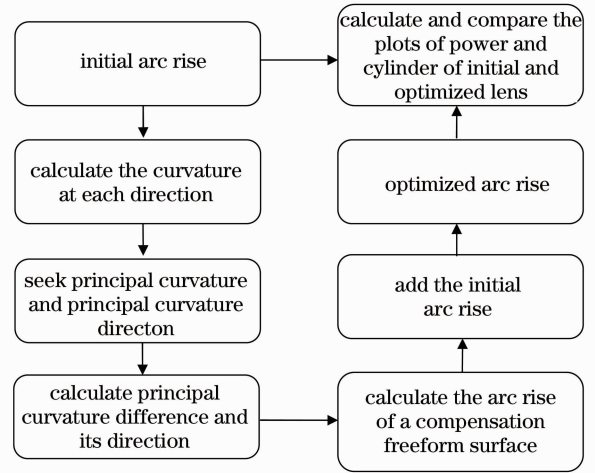 initial arc rise
calculate the curvature
at each direction
seek principal curvature
and principal curvature
directon
calculate principal
curvature difference and
its direction
calculate the arc rise
of a compensation
freeform surface
add the initial
arc rise
optimized arc rise
calculate and compare the
plots of power and
cylinder of initial and
optimized lens